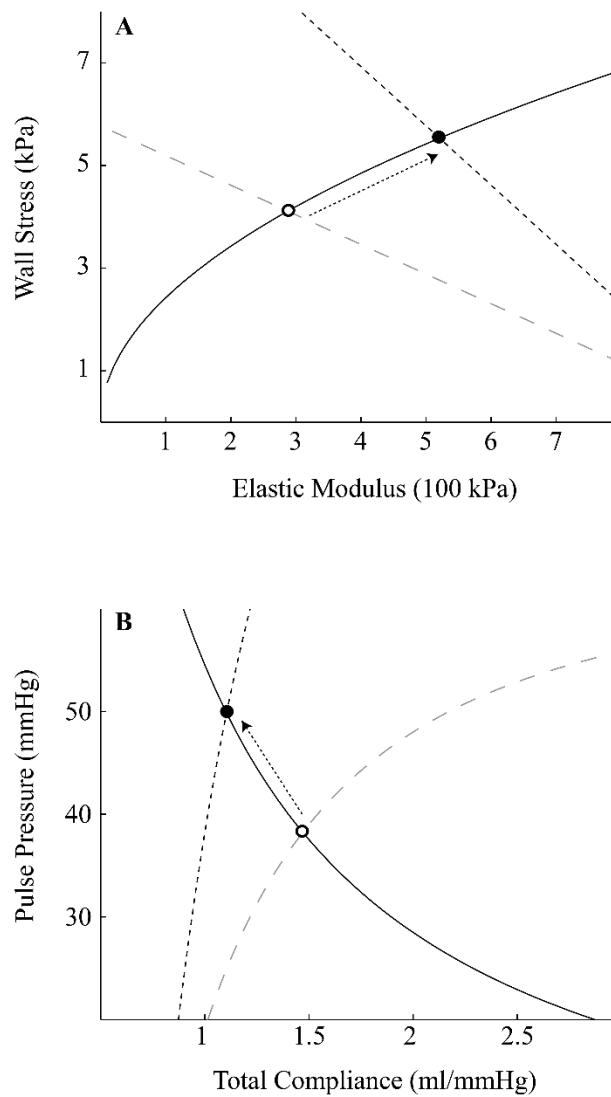 A
7
5
3
1
Wall Stress (kPa)
1 2 3 4 5 6 7
Elastic Modulus (100 kPa)
B
50
40
30
Pulse Pressure (mmHg)
1 1.5 2 2.5
Total Compliance (ml/mmHg)